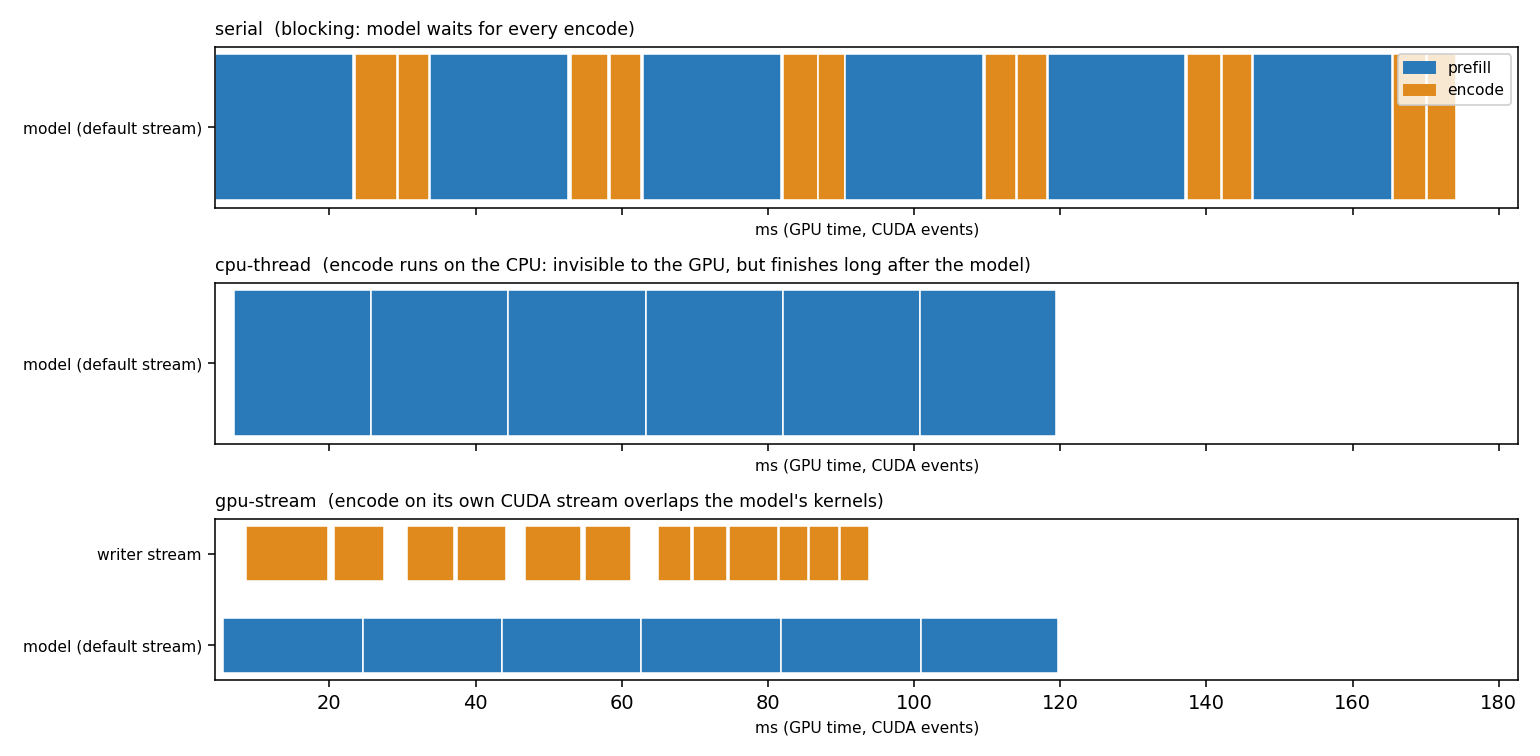 serial  (blocking: model waits for every encode)
prefill
encode
model (default stream)
ms (GPU time, CUDA events)
cpu-thread  (encode runs on the CPU: invisible to the GPU, but finishes long after the model)
model (default stream)
ms (GPU time, CUDA events)
gpu-stream  (encode on its own CUDA stream overlaps the model's kernels)
writer stream
model (default stream)
20 40 60 80 100 120 140 160 180
ms (GPU time, CUDA events)